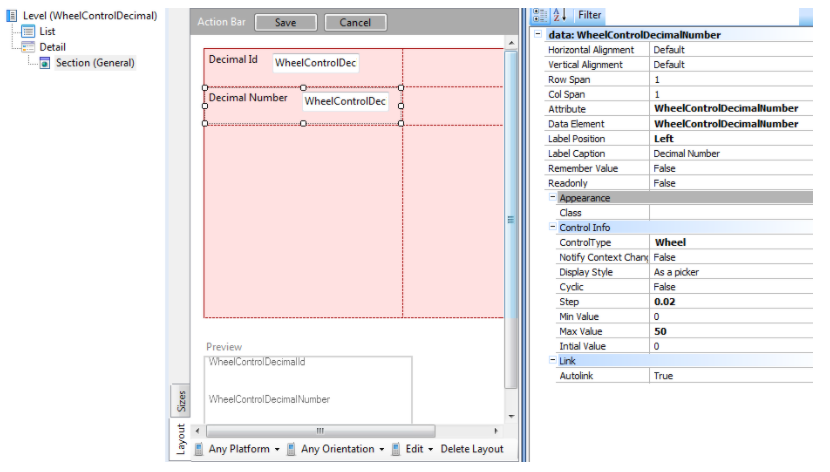 Level (WheelControlDecimal)
List
Detail
Section (General)
Action Bar
Save
Cancel
Decimal Id
WheelControlDec
Decimal Number
WheelControlDec
Preview
WheelControlDecimalId
WheelControlDecimalNumber
Sizes
Layout
Any Platform
Any Orientation
Edit
Delete Layout
Filter
data: WheelControlDecimalNumber
Horizontal Alignment Default
Vertical Alignment Default
Row Span 1
Col Span 1
Attribute WheelControlDecimalNumber
Data Element WheelControlDecimalNumber
Label Position Left
Label Caption Decimal Number
Remember Value False
Readonly False
Appearance
Class
Control Info
ControlType Wheel
Notify Context Chang False
Display Style As a picker
Cyclic False
Step 0.02
Min Value 0
Max Value 50
Intial Value 0
Link
Autolink True